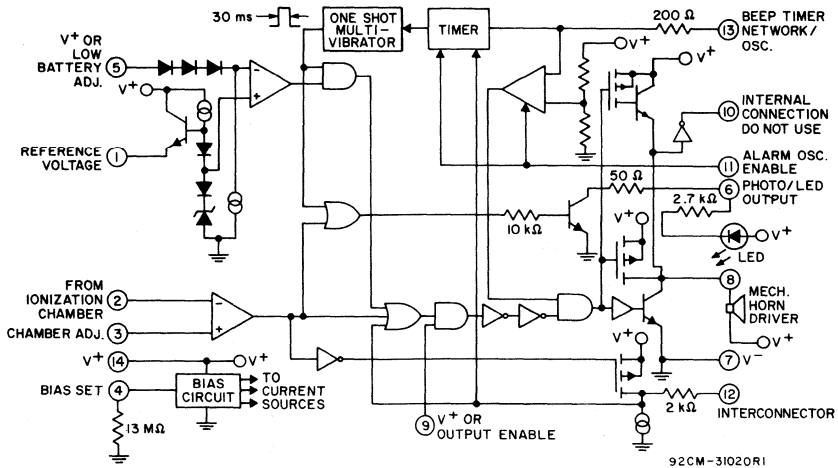 30 ms
ONE SHOT
MULTI-
VIBRATOR
TIMER
200 Ω
13
BEEP TIMER
NETWORK/
OSC.
V+ OR
LOW
BATTERY
ADJ.
5
V+
V+
V+
10
INTERNAL
CONNECTION
DO NOT USE
REFERENCE
VOLTAGE
1
11
ALARM OSC.
ENABLE
50 Ω
6
PHOTO/LED
OUTPUT
2.7 kΩ
10 kΩ
V+
V+
LED
FROM
IONIZATION
CHAMBER
2
CHAMBER ADJ.
3
8
MECH.
HORN
DRIVER
V+
V+
14
V+
V+
7
V−
BIAS SET
4
BIAS
CIRCUIT
TO
CURRENT
SOURCES
13 MΩ
9
V+ OR
OUTPUT ENABLE
2 kΩ
12
INTERCONNECTOR
92CM-31020R1